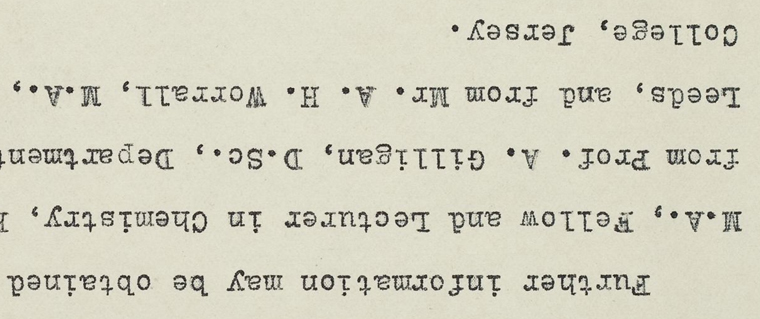 Further information may be obtained
M.A., Fellow and Lecturer in Chemistry,
from Prof. A. Gilligan, D.Sc., Department
Leeds, and from Mr. A. H. Worrall, M.A.,
College, Jersey.